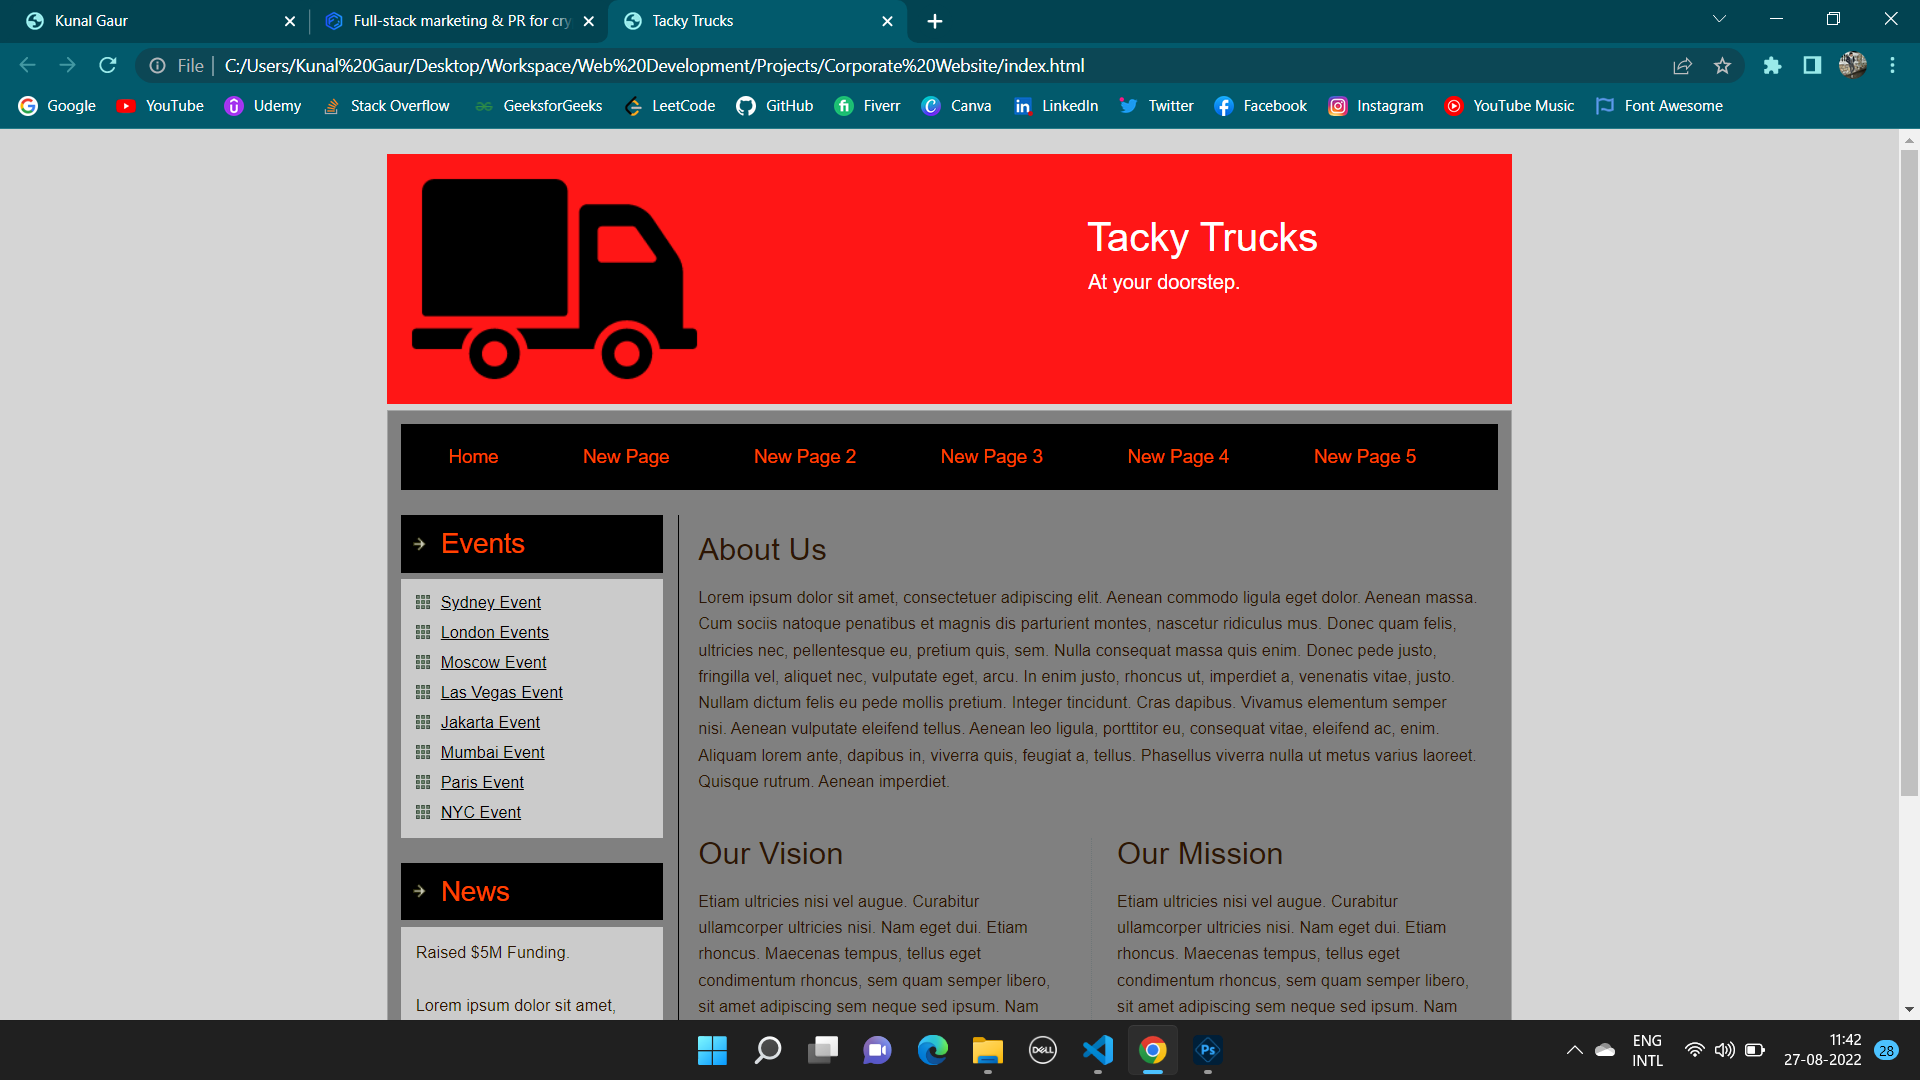 Kunal Gaur
Full-stack marketing & PR for cry
Tacky Trucks
File
C:/Users/Kunal%20Gaur/Desktop/Workspace/Web%20Development/Projects/Corporate%20Website/index.html
Google YouTube Udemy Stack Overflow GeeksforGeeks LeetCode GitHub Fiverr Canva LinkedIn Twitter Facebook Instagram YouTube Music Font Awesome
Tacky Trucks
At your doorstep.
Home New Page New Page 2 New Page 3 New Page 4 New Page 5
Events
Sydney Event
London Events
Moscow Event
Las Vegas Event
Jakarta Event
Mumbai Event
Paris Event
NYC Event
News
Raised $5M Funding.
Lorem ipsum dolor sit amet,
About Us
Lorem ipsum dolor sit amet, consectetuer adipiscing elit. Aenean commodo ligula eget dolor. Aenean massa.
Cum sociis natoque penatibus et magnis dis parturient montes, nascetur ridiculus mus. Donec quam felis,
ultricies nec, pellentesque eu, pretium quis, sem. Nulla consequat massa quis enim. Donec pede justo,
fringilla vel, aliquet nec, vulputate eget, arcu. In enim justo, rhoncus ut, imperdiet a, venenatis vitae, justo.
Nullam dictum felis eu pede mollis pretium. Integer tincidunt. Cras dapibus. Vivamus elementum semper
nisi. Aenean vulputate eleifend tellus. Aenean leo ligula, porttitor eu, consequat vitae, eleifend ac, enim.
Aliquam lorem ante, dapibus in, viverra quis, feugiat a, tellus. Phasellus viverra nulla ut metus varius laoreet.
Quisque rutrum. Aenean imperdiet.
Our Vision
Etiam ultricies nisi vel augue. Curabitur
ullamcorper ultricies nisi. Nam eget dui. Etiam
rhoncus. Maecenas tempus, tellus eget
condimentum rhoncus, sem quam semper libero,
sit amet adipiscing sem neque sed ipsum. Nam
Our Mission
Etiam ultricies nisi vel augue. Curabitur
ullamcorper ultricies nisi. Nam eget dui. Etiam
rhoncus. Maecenas tempus, tellus eget
condimentum rhoncus, sem quam semper libero,
sit amet adipiscing sem neque sed ipsum. Nam
DELL
Ps
ENG
INTL
11:42
27-08-2022
28